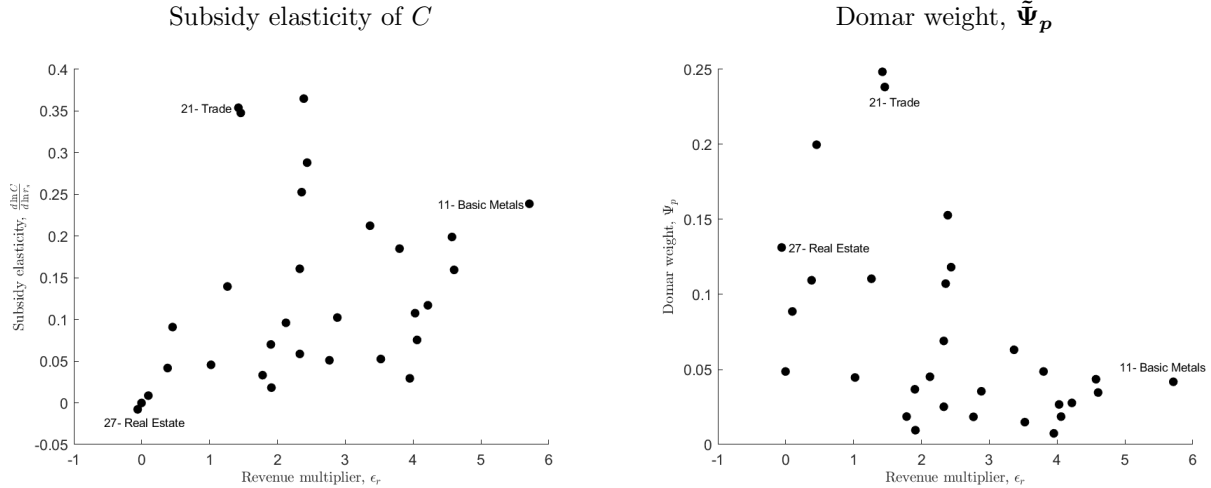 Subsidy elasticity of C
0.4
0.35
0.3
0.25
0.2
0.15
0.1
0.05
0
-0.05
Subsidy elasticity, d ln C / d ln r,
21- Trade
11- Basic Metals
27- Real Estate
-1 0 1 2 3 4 5 6
Revenue multiplier, ϵ_r
Domar weight, Ψ̃_p
0.25
0.2
0.15
0.1
0.05
0
Domar weight, Ψ_p
21- Trade
27- Real Estate
11- Basic Metals
-1 0 1 2 3 4 5 6
Revenue multiplier, ϵ_r